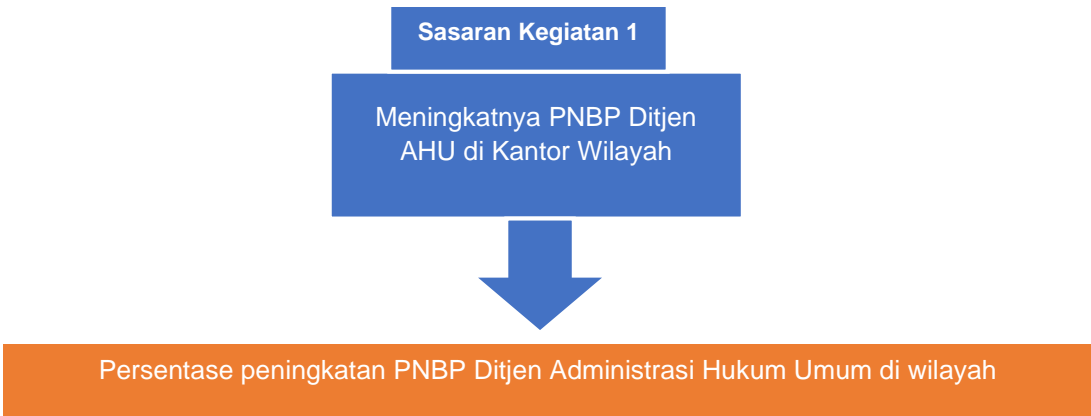 Sasaran Kegiatan 1
Meningkatnya PNBP Ditjen
AHU di Kantor Wilayah
Persentase peningkatan PNBP Ditjen Administrasi Hukum Umum di wilayah